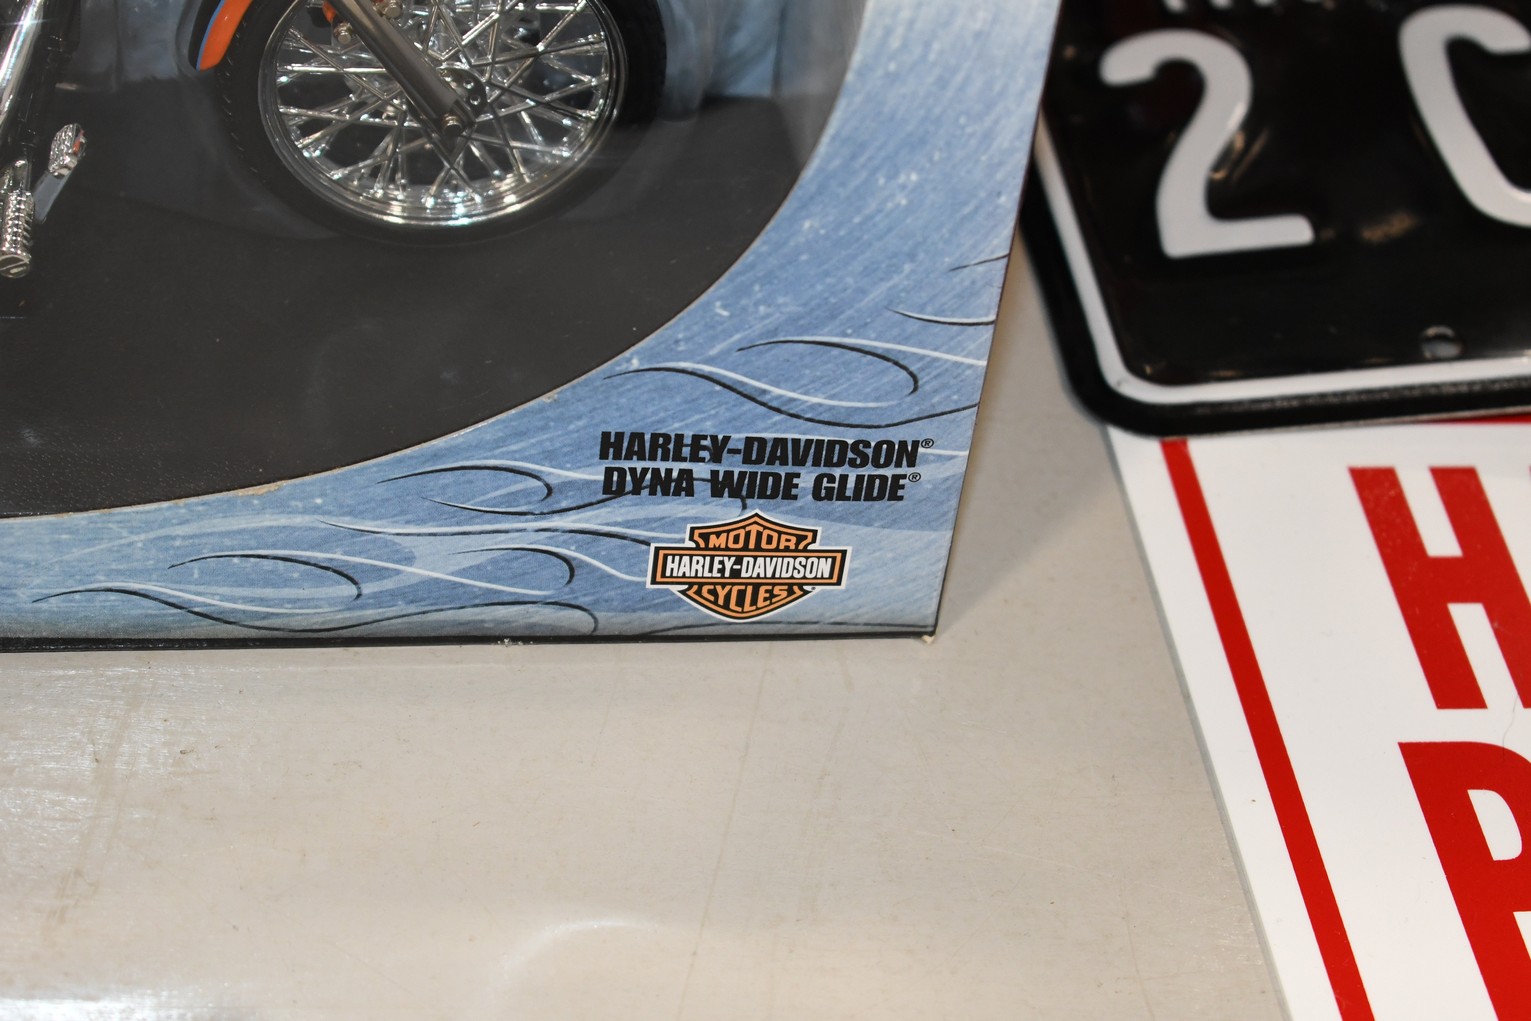 HARLEY-DAVIDSON®
DYNA WIDE GLIDE®
MOTOR
HARLEY-DAVIDSON
CYCLES
2
H